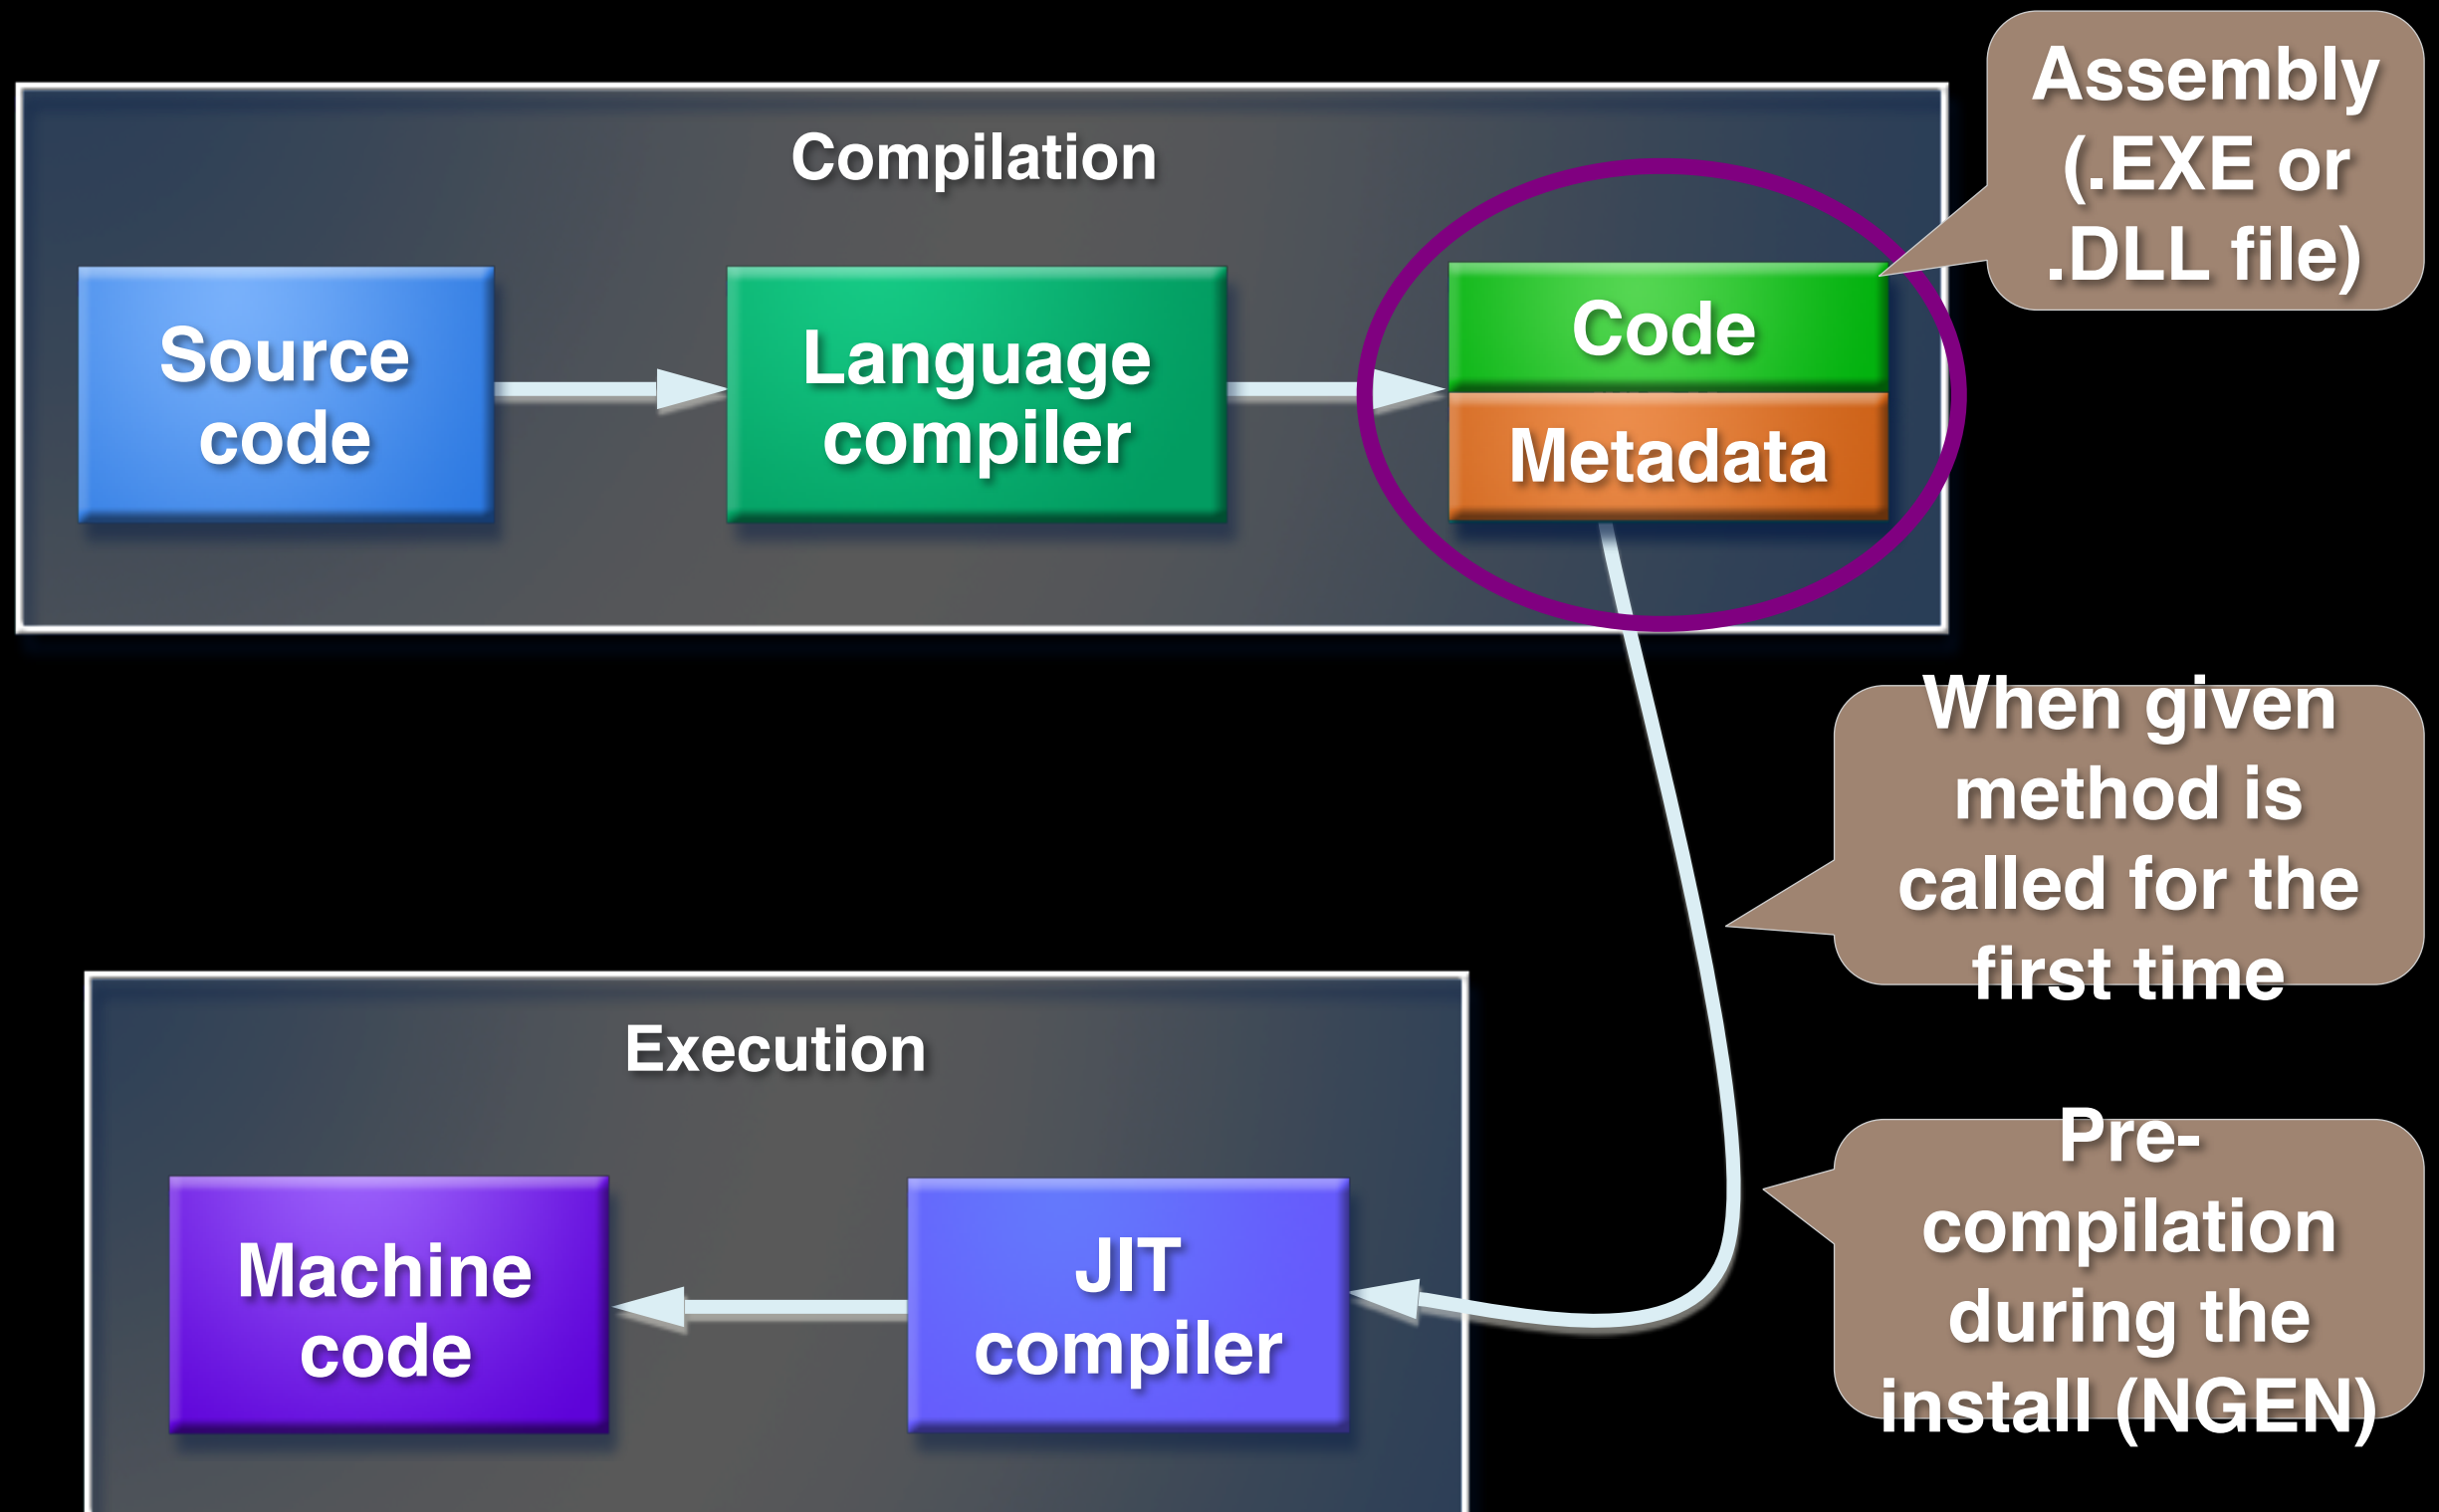 Compilation
Source
code
Language
compiler
Code
Metadata
Assembly
(.EXE or
.DLL file)
When given
method is
called for the
first time
Pre-
compilation
during the
install (NGEN)
Execution
Machine
code
JIT
compiler